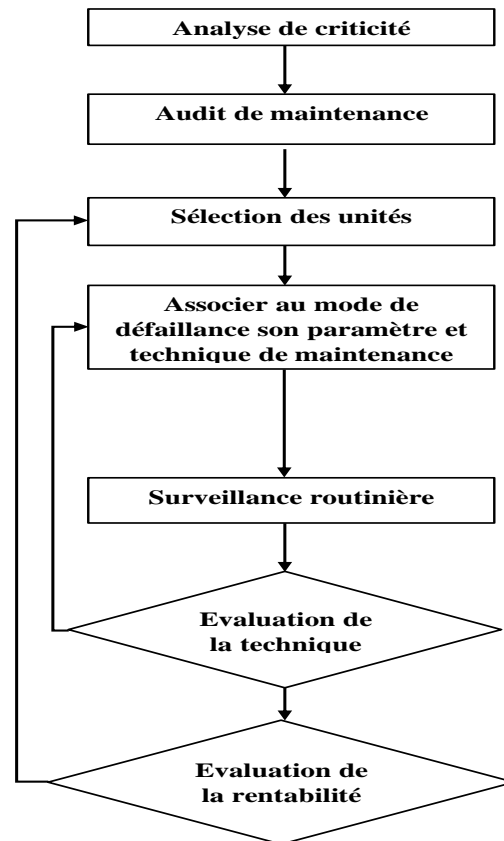 Analyse de criticité
Audit de maintenance
Sélection des unités
Associer au mode de
défaillance son paramètre et
technique de maintenance
Surveillance routinière
Evaluation de
la technique
Evaluation de
la rentabilité